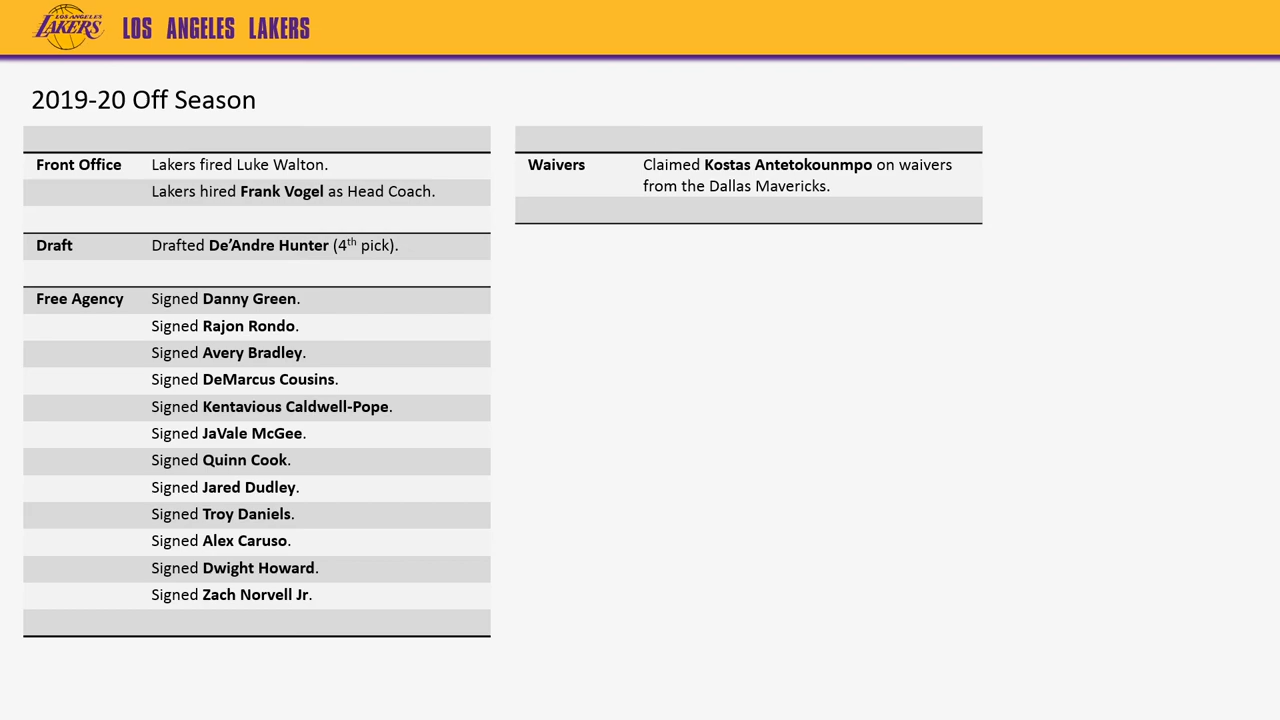 LOS ANGELES
LAKERS
LOS ANGELES LAKERS
2019-20 Off Season
Front Office Lakers fired Luke Walton.
Lakers hired Frank Vogel as Head Coach.
Draft Drafted De’Andre Hunter (4th pick).
Free Agency Signed Danny Green.
Signed Rajon Rondo.
Signed Avery Bradley.
Signed DeMarcus Cousins.
Signed Kentavious Caldwell-Pope.
Signed JaVale McGee.
Signed Quinn Cook.
Signed Jared Dudley.
Signed Troy Daniels.
Signed Alex Caruso.
Signed Dwight Howard.
Signed Zach Norvell Jr.
Waivers Claimed Kostas Antetokounmpo on waivers
from the Dallas Mavericks.